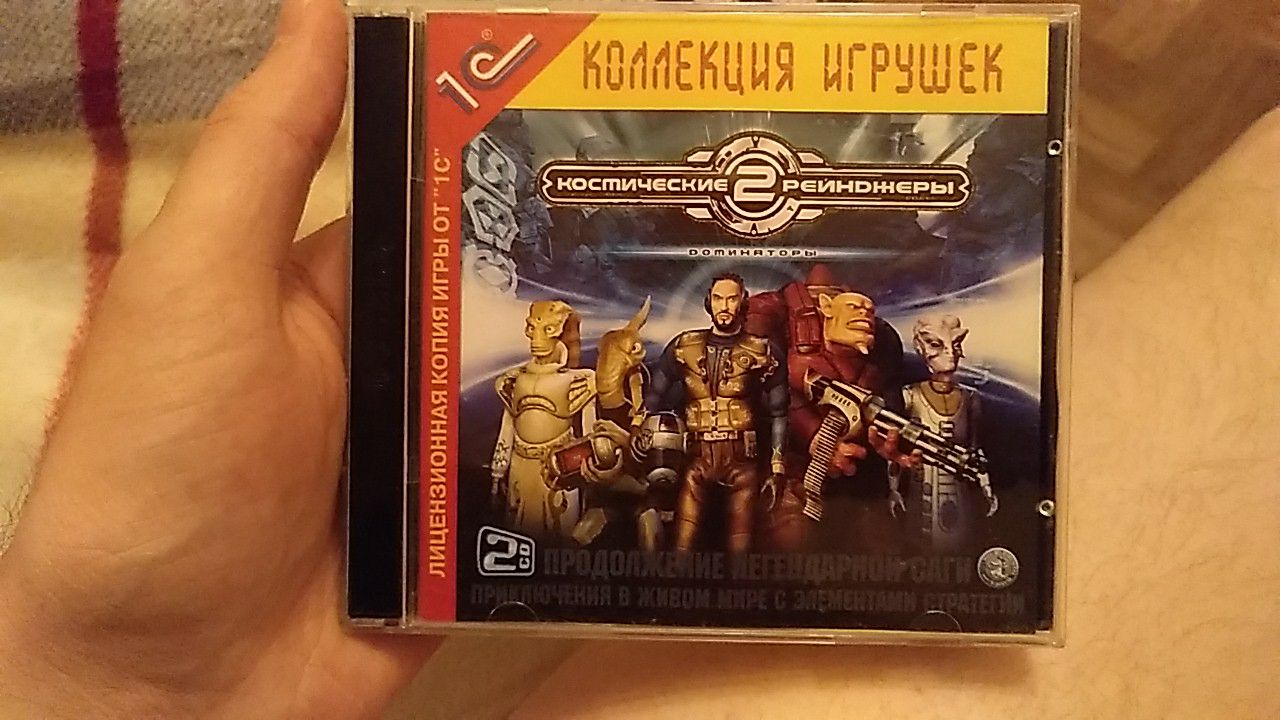 1С®
КОЛЛЕКЦИЯ ИГРУШЕК
ЛИЦЕНЗИОННАЯ КОПИЯ ИГРЫ ОТ "1С"
КОСМИЧЕСКИЕ 2 РЕЙНДЖЕРЫ
ДОМИНАТОРЫ
2 CD
ПРОДОЛЖЕНИЕ ЛЕГЕНДАРНОЙ САГИ
ПРИКЛЮЧЕНИЯ В ЖИВОМ МИРЕ С ЭЛЕМЕНТАМИ СТРАТЕГИИ